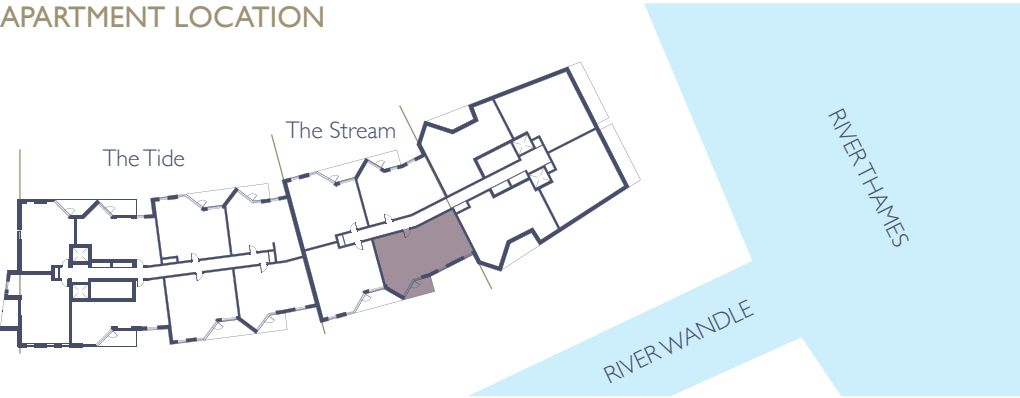 APARTMENT LOCATION
The Stream
The Tide
RIVER THAMES
RIVER WANDLE